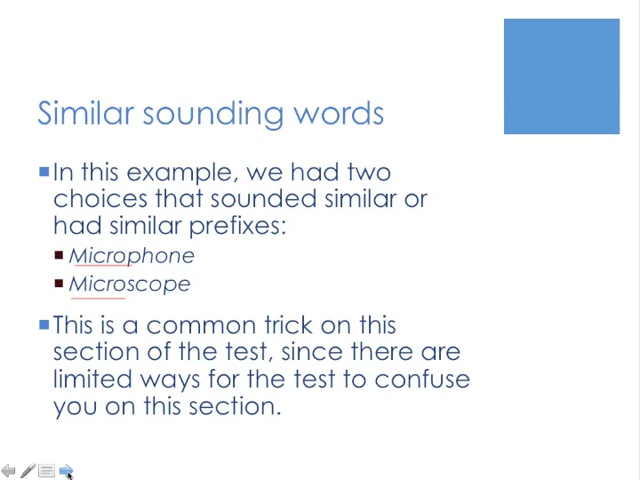 Similar sounding words
In this example, we had two
choices that sounded similar or
had similar prefixes:
Microphone
Microscope
This is a common trick on this
section of the test, since there are
limited ways for the test to confuse
you on this section.